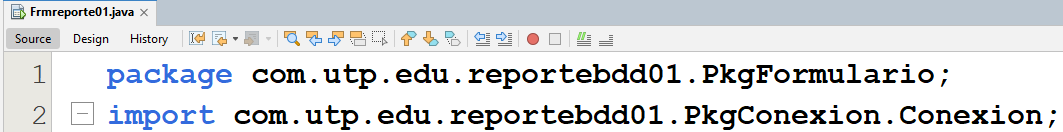 Frmreporte01.java
Source Design History
1 package com.utp.edu.reportebdd01.PkgFormulario;
2 import com.utp.edu.reportebdd01.PkgConexion.Conexion;